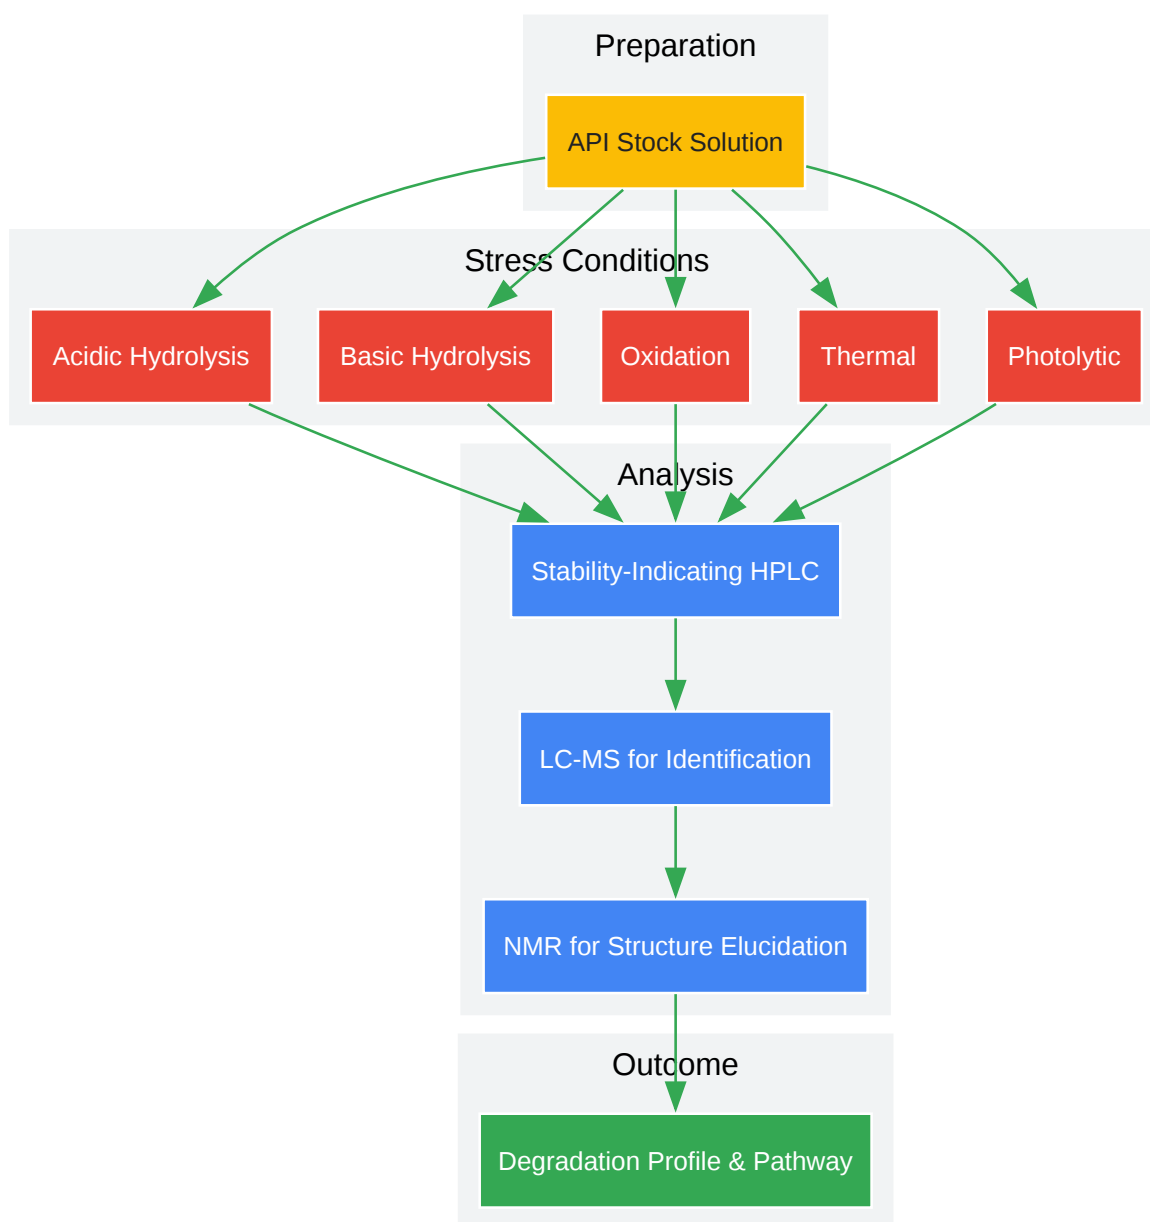 Preparation
API Stock Solution
Stress Conditions
Acidic Hydrolysis
Basic Hydrolysis
Oxidation
Thermal
Photolytic
Analysis
Stability-Indicating HPLC
LC-MS for Identification
NMR for Structure Elucidation
Outcome
Degradation Profile & Pathway